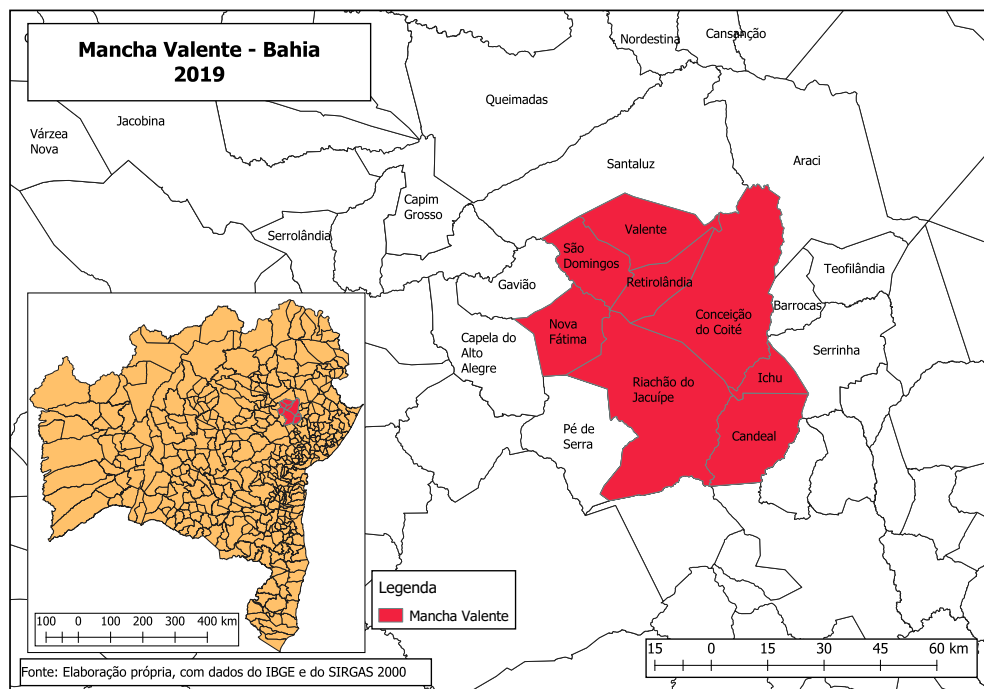 Mancha Valente - Bahia
2019
Nordestina
Cansanção
Queimadas
Jacobina
Várzea
Nova
Santaluz
Araci
Capim
Grosso
Serrolândia
Valente
São
Domingos
Teofilândia
Gavião
Retirolândia
Barrocas
Conceição
do Coité
Nova
Fátima
Capela do
Alto
Alegre
Serrinha
Ichu
Riachão do
Jacuípe
Pé de
Serra
Candeal
Legenda
Mancha Valente
100 0 100 200 300 400 km
15 0 15 30 45 60 km
Fonte: Elaboração própria, com dados do IBGE e do SIRGAS 2000